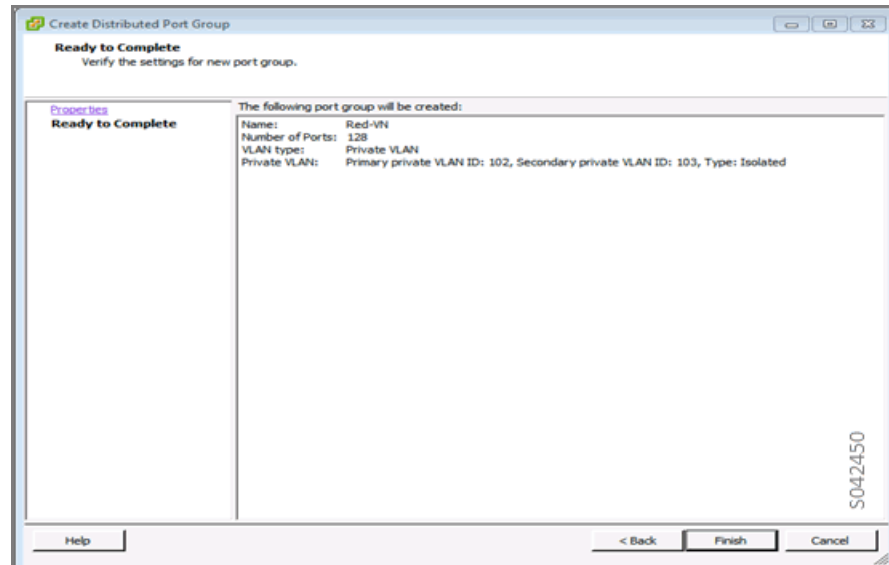 Create Distributed Port Group
Ready to Complete
Verify the settings for new port group.
Properties
Ready to Complete
The following port group will be created:
Name: Red-VN
Number of Ports: 128
VLAN type: Private VLAN
Private VLAN: Primary private VLAN ID: 102, Secondary private VLAN ID: 103, Type: Isolated
S042450
Help
< Back
Finish
Cancel